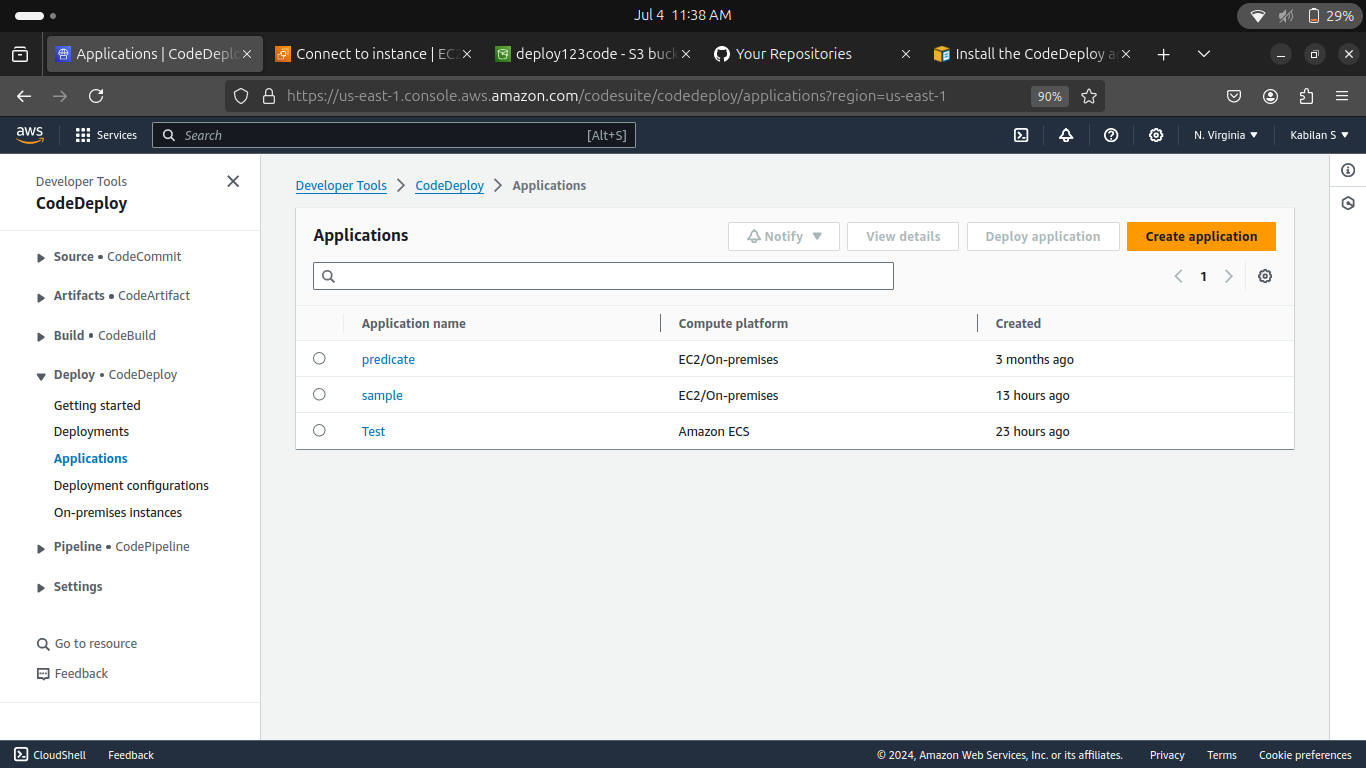 Jul 4 11:38 AM
29%
Applications | CodeDeplo
Connect to instance | EC2
deploy123code - S3 buck
Your Repositories
Install the CodeDeploy a
https://us-east-1.console.aws.amazon.com/codesuite/codedeploy/applications?region=us-east-1
90%
aws
Services
Search
[Alt+S]
N. Virginia
Kabilan S
Developer Tools
CodeDeploy
Source • CodeCommit
Artifacts • CodeArtifact
Build • CodeBuild
Deploy • CodeDeploy
Getting started
Deployments
Applications
Deployment configurations
On-premises instances
Pipeline • CodePipeline
Settings
Go to resource
Feedback
Developer Tools > CodeDeploy > Applications
Applications
Notify
View details
Deploy application
Create application
1
Application name Compute platform Created
predicate EC2/On-premises 3 months ago
sample EC2/On-premises 13 hours ago
Test Amazon ECS 23 hours ago
CloudShell
Feedback
© 2024, Amazon Web Services, Inc. or its affiliates.
Privacy
Terms
Cookie preferences